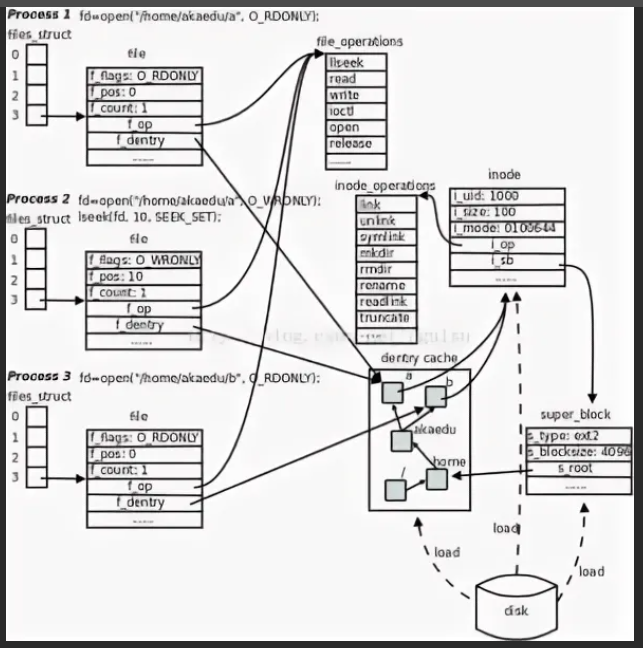 Process 1 fd=open("/home/akaedu/a", O_RDONLY);
files_struct
0
1
2
3
file
f_flags: O_RDONLY
f_pos: 0
f_count: 1
f_op
f_dentry
......
file_operations
llseek
read
write
ioctl
open
release
......
Process 2 fd=open("/home/akaedu/a", O_WRONLY);
files_struct lseek(fd, 10, SEEK_SET);
0
1
2
3
file
f_flags: O_WRONLY
f_pos: 10
f_count: 1
f_op
f_dentry
......
inode_operations
link
unlink
symlink
mkdir
rmdir
rename
readlink
truncate
......
inode
i_uid: 1000
i_size: 100
i_mode: 0100644
i_op
i_sb
......
Process 3 fd=open("/home/akaedu/b", O_RDONLY);
files_struct
0
1
2
3
file
f_flags: O_RDONLY
f_pos: 0
f_count: 1
f_op
f_dentry
......
dentry cache
a
b
akaedu
home
/
super_block
s_type: ext2
s_blocksize: 4096
s_root
......
load
load
load
disk